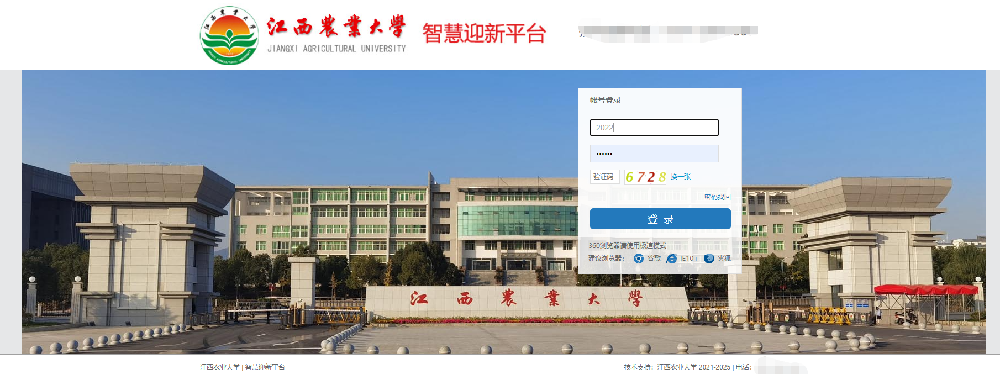 江西農業大學
JIANGXI AGRICULTURAL UNIVERSITY
智慧迎新平台
帐号登录
2022
••••••
验证码 6728 换一张
密码找回
登 录
360浏览器请使用极速模式
建议浏览器： 谷歌 IE10+ 火狐
江西農業大學
江西农业大学 | 智慧迎新平台
技术支持：江西农业大学 2021-2025 | 电话：